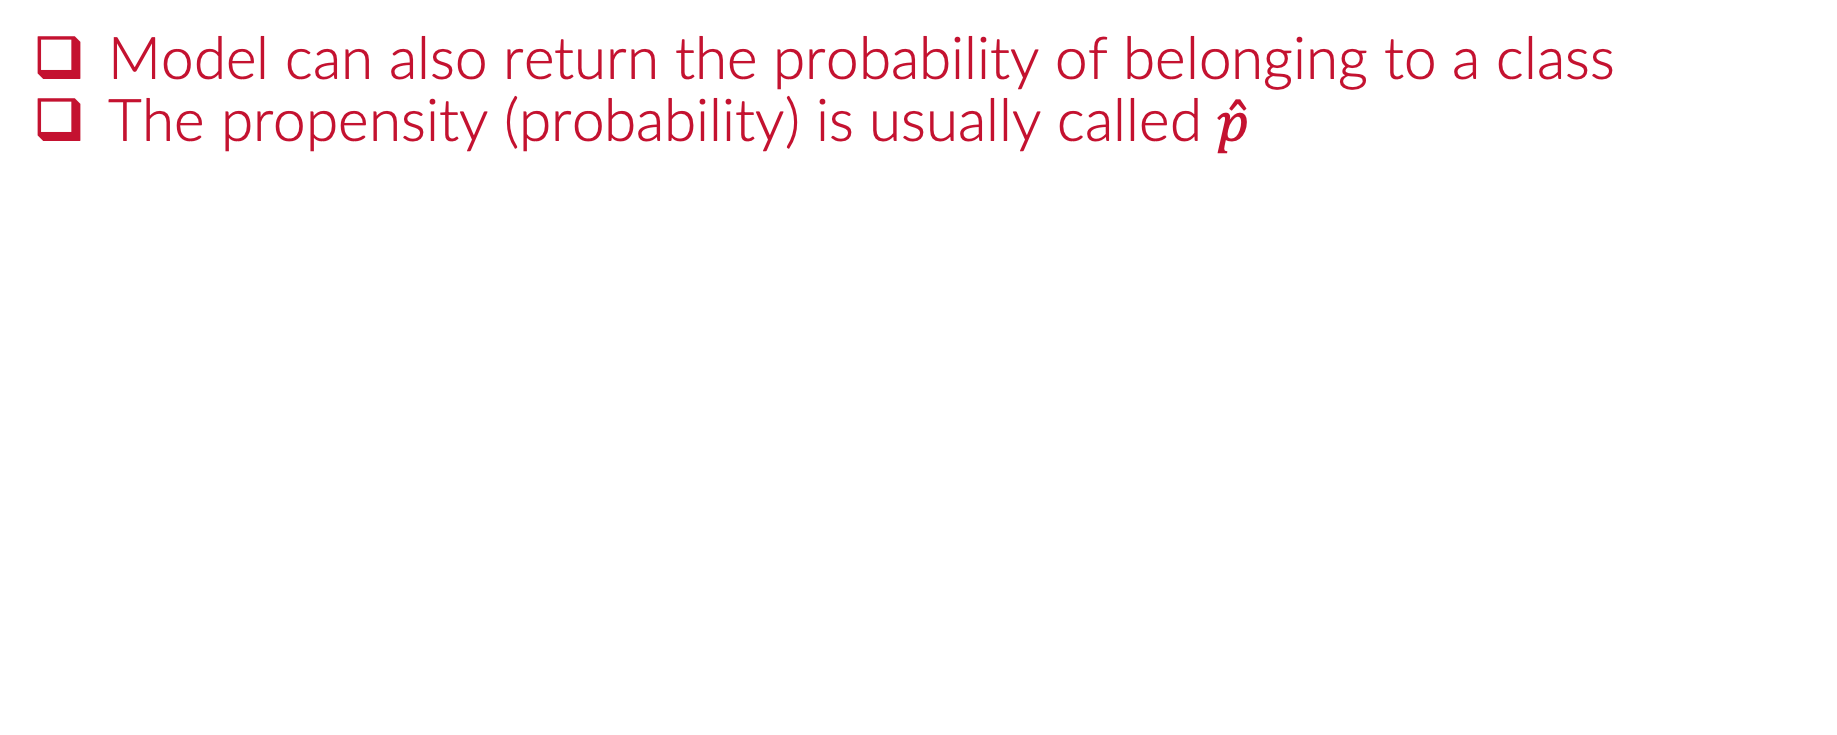 ❑ Model can also return the probability of belonging to a class
❑ The propensity (probability) is usually called p̂